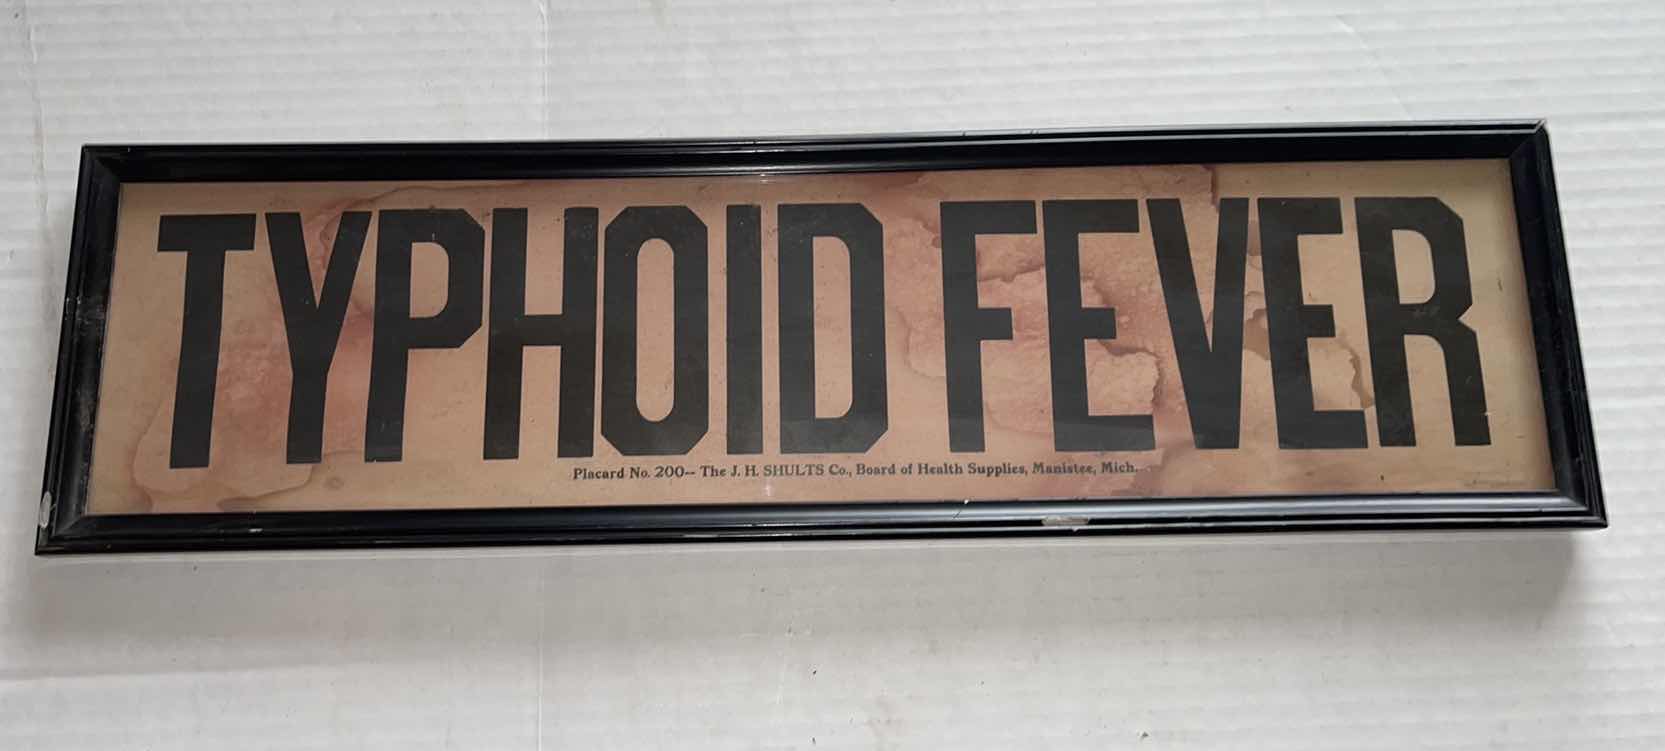 TYPHOID FEVER
Placard No. 200-- The J. H. SHULTS Co., Board of Health Supplies, Manistee, Mich.